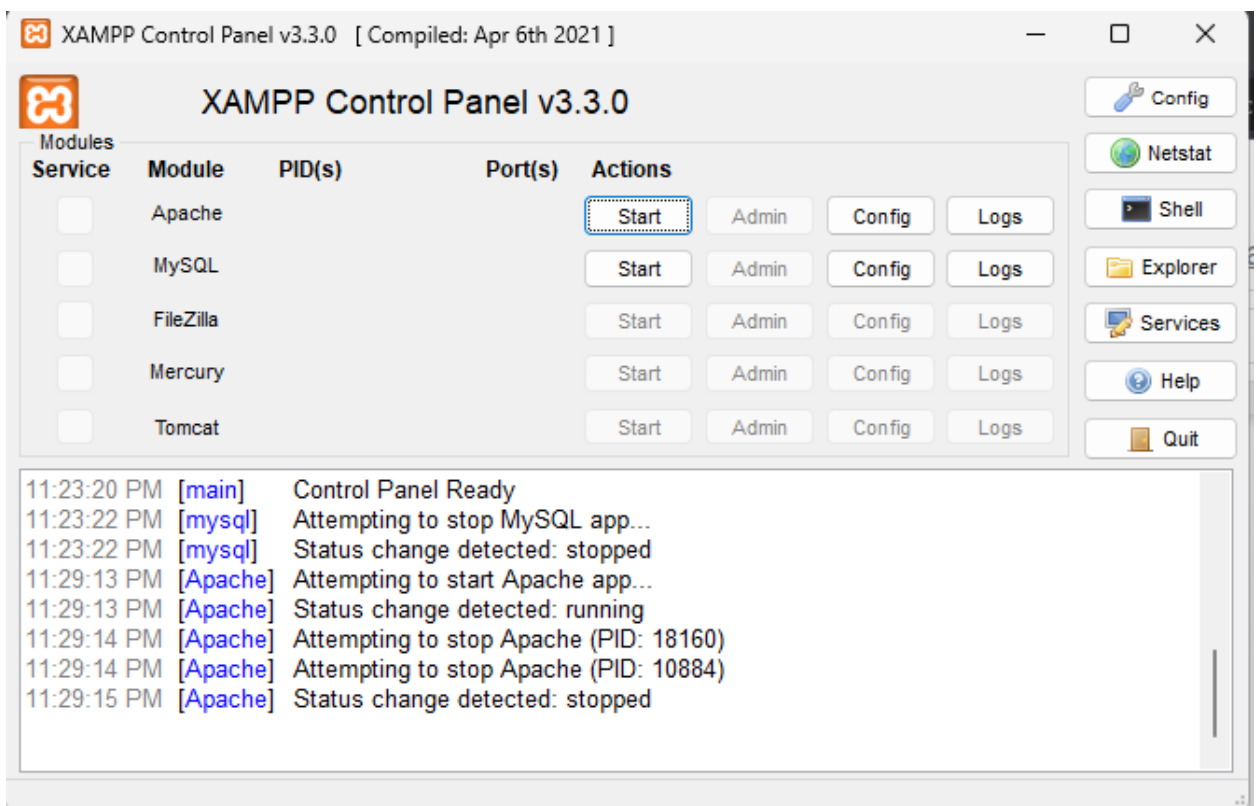 XAMPP Control Panel v3.3.0 [ Compiled: Apr 6th 2021 ]
XAMPP Control Panel v3.3.0
Config
Modules
Service Module PID(s) Port(s) Actions
Netstat
Apache Start Admin Config Logs
Shell
MySQL Start Admin Config Logs
Explorer
FileZilla Start Admin Config Logs
Services
Mercury Start Admin Config Logs
Help
Tomcat Start Admin Config Logs
Quit
11:23:20 PM [main] Control Panel Ready
11:23:22 PM [mysql] Attempting to stop MySQL app...
11:23:22 PM [mysql] Status change detected: stopped
11:29:13 PM [Apache] Attempting to start Apache app...
11:29:13 PM [Apache] Status change detected: running
11:29:14 PM [Apache] Attempting to stop Apache (PID: 18160)
11:29:14 PM [Apache] Attempting to stop Apache (PID: 10884)
11:29:15 PM [Apache] Status change detected: stopped